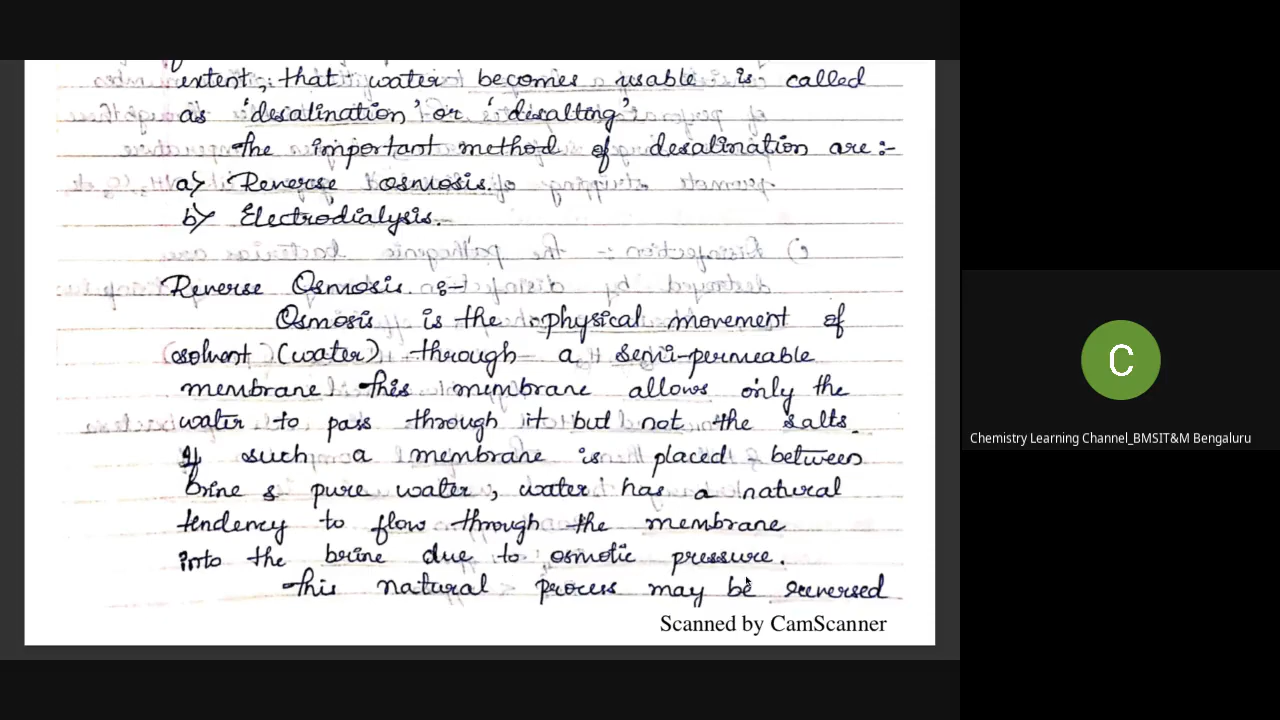 extent, that water becomes usable is called
as 'desalination' or 'disalting'.
The important method of desalination are :-
a) Reverse osmosis.
b) Electrodialysis.
Reverse Osmosis :-
Osmosis is the physical movement of
solvent (water) through a semi-permeable
membrane. This membrane allows only the
water to pass through it but not the salts.
If such a membrane is placed between
brine & pure water, water has a natural
tendency to flow through the membrane
into the brine due to osmotic pressure.
This natural process may be reversed
Scanned by CamScanner
C
Chemistry Learning Channel_BMSIT&M Bengaluru